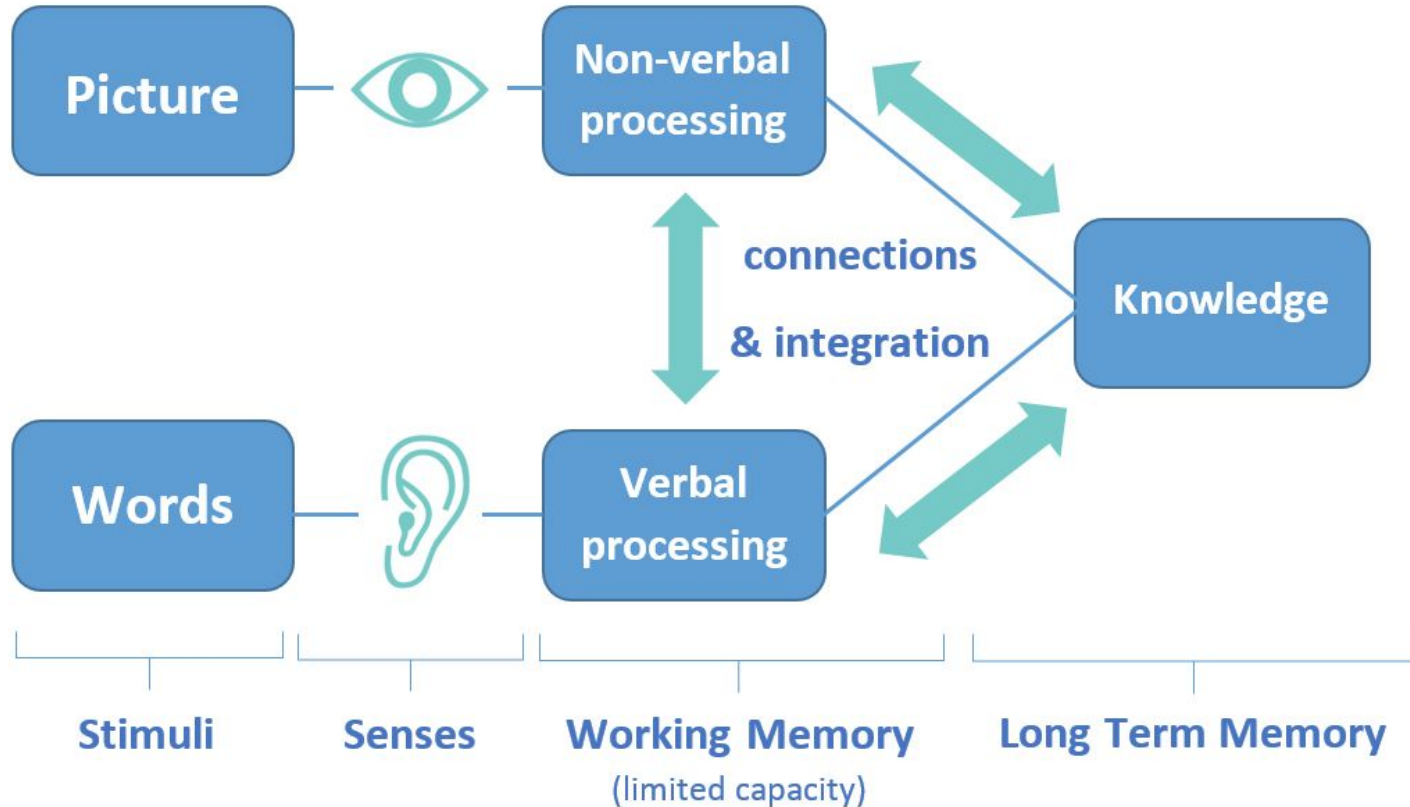 Picture
Non-verbal
processing
connections
& integration
Knowledge
Words
Verbal
processing
Stimuli
Senses
Working Memory
(limited capacity)
Long Term Memory